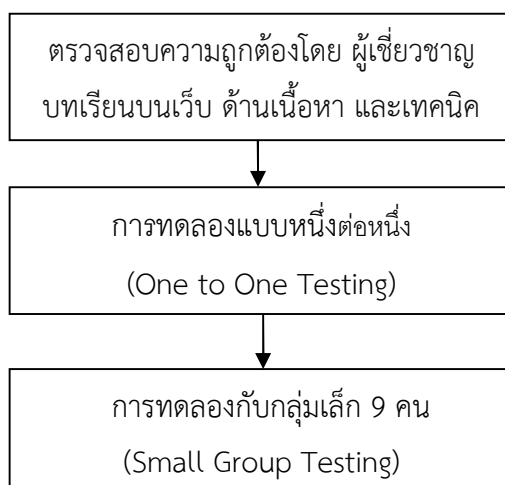 ตรวจสอบความถูกต้องโดย ผู้เชี่ยวชาญ
บทเรียนบนเว็บ ด้านเนื้อหา และเทคนิค
การทดลองแบบหนึ่งต่อหนึ่ง
(One to One Testing)
การทดลองกับกลุ่มเล็ก 9 คน
(Small Group Testing)